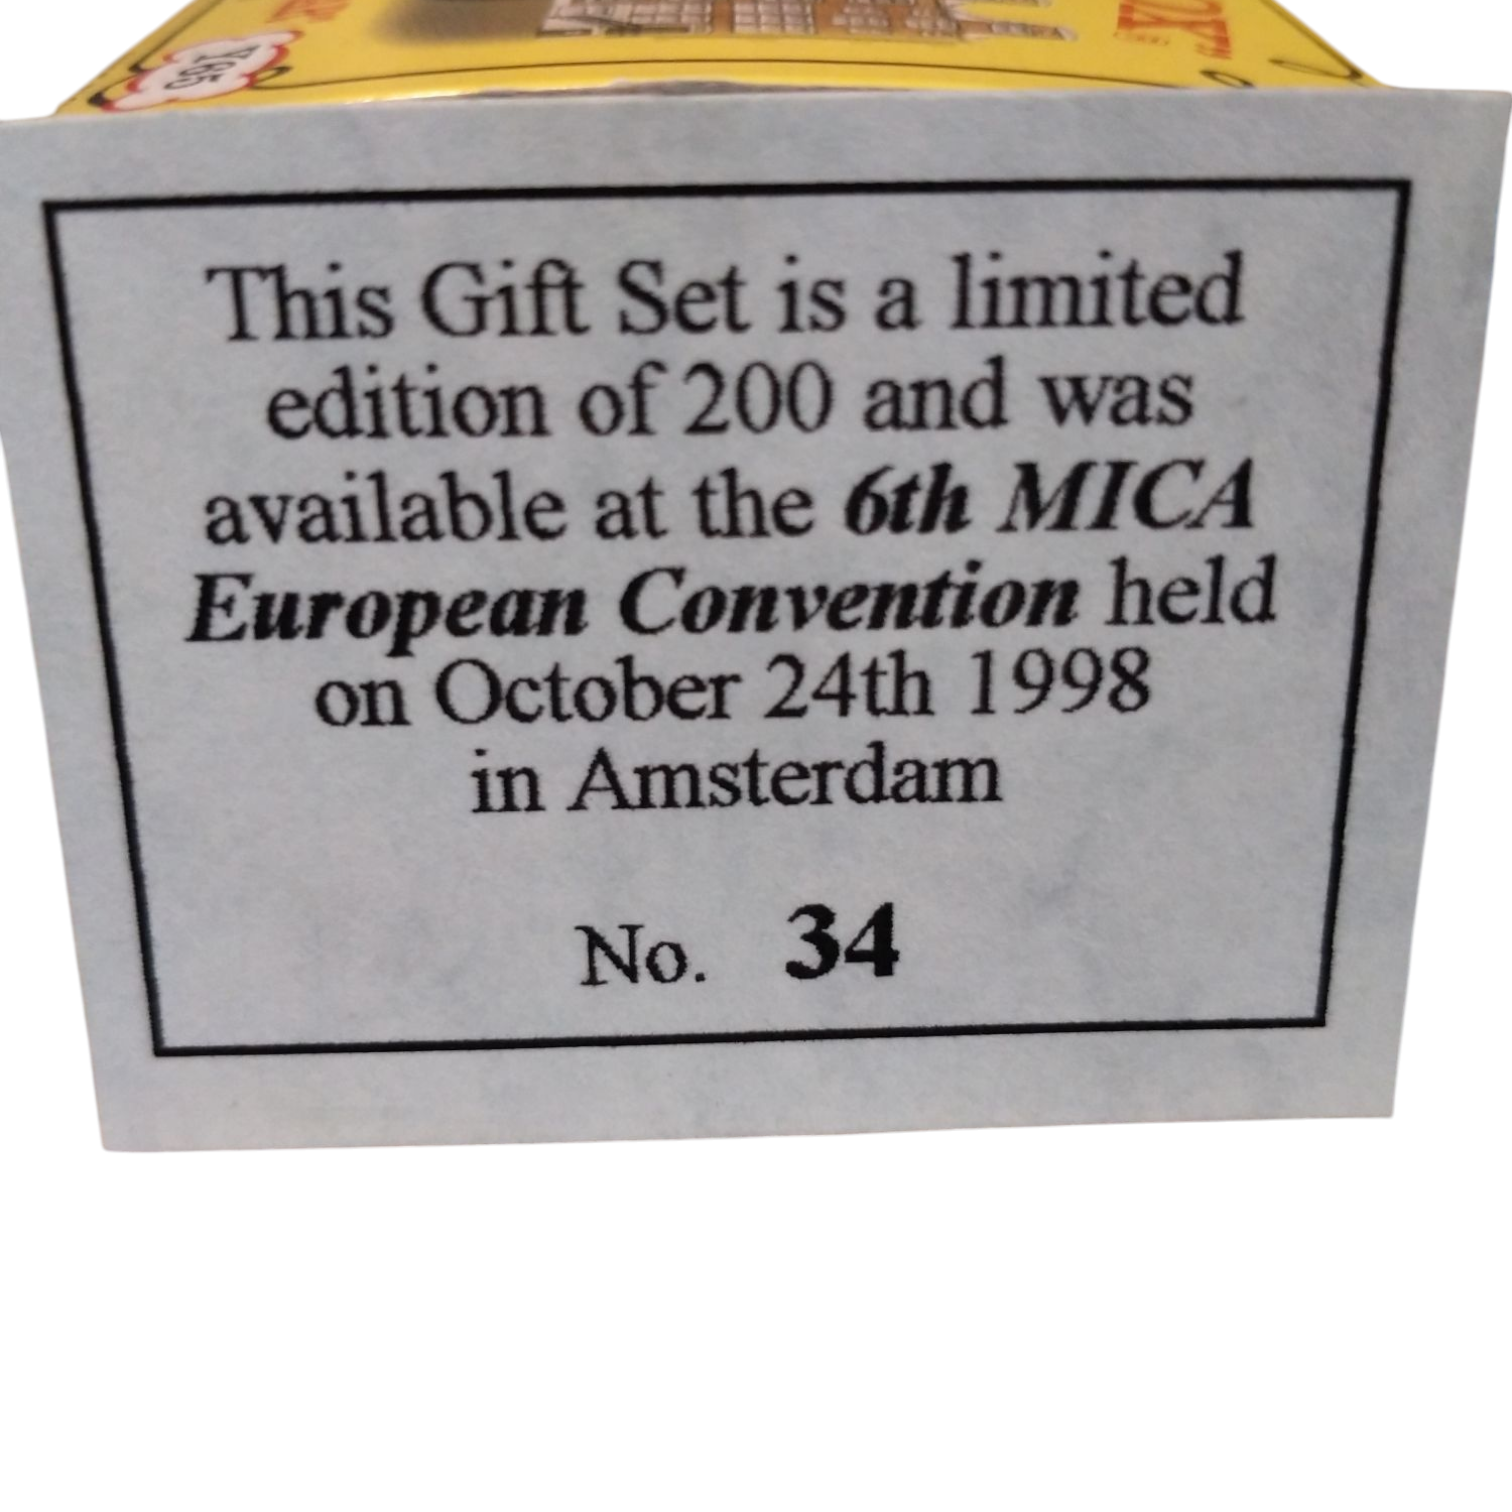 Y65
This Gift Set is a limited
edition of 200 and was
available at the 6th MICA
European Convention held
on October 24th 1998
in Amsterdam
No. 34